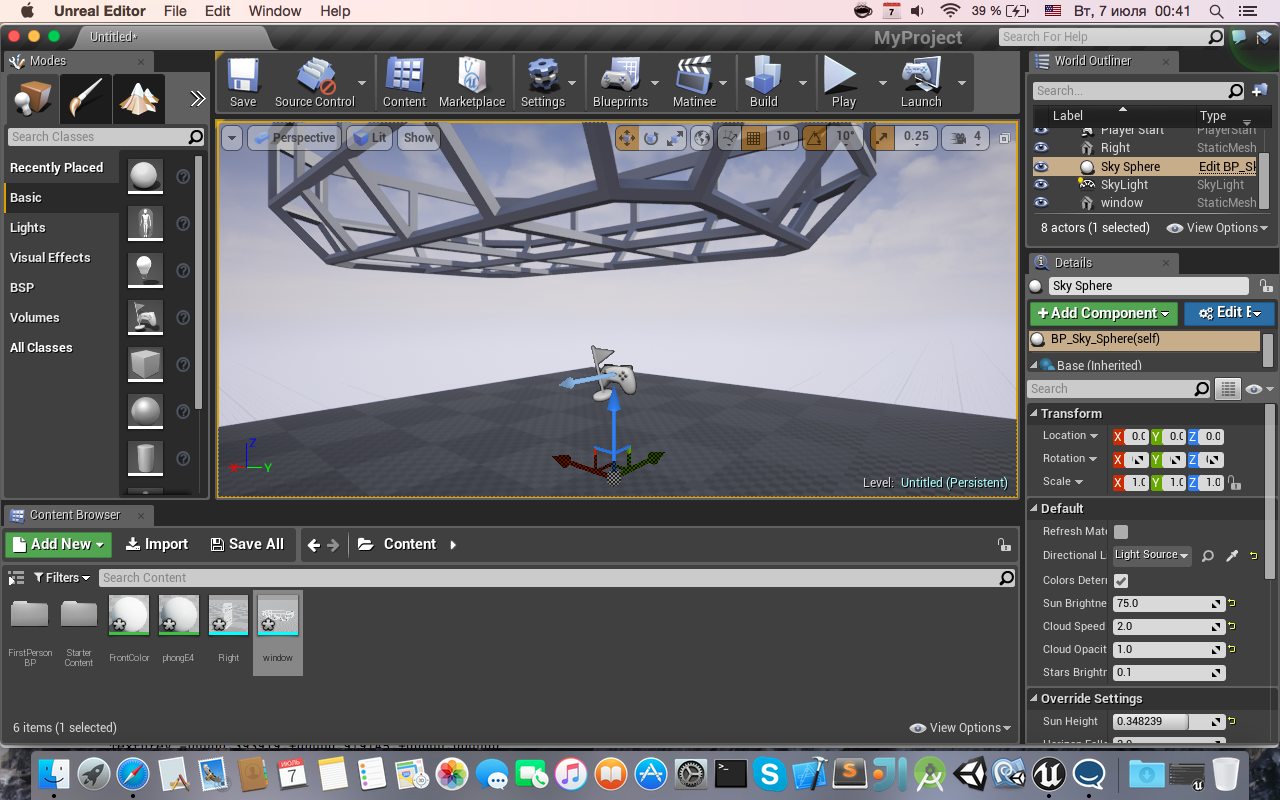 Unreal Editor File Edit Window Help
7 39 % Вт, 7 июля 00:41
Untitled* MyProject Search For Help
Modes
Search Classes
Recently Placed
Basic
Lights
Visual Effects
BSP
Volumes
All Classes
Save Source Control Content Marketplace Settings Blueprints Matinee Build Play Launch
Perspective Lit Show 10 10° 0.25 4
Z
X Y
Level: Untitled (Persistent)
World Outliner
Search...
Label Type
Player Start PlayerStart
Right StaticMesh
Sky Sphere Edit BP_Sk
SkyLight SkyLight
window StaticMesh
8 actors (1 selected) View Options
Details
Sky Sphere
+Add Component Edit B
BP_Sky_Sphere(self)
Base (Inherited)
Search
Transform
Location X 0.0 Y 0.0 Z 0.0
Rotation X Y Z
Scale X 1.0 Y 1.0 Z 1.0
Default
Refresh Mate
Directional L Light Source
Colors Deterr
Sun Brightne 75.0
Cloud Speed 2.0
Cloud Opacit 1.0
Stars Brightn 0.1
Override Settings
Sun Height 0.348239
Content Browser
Add New Import Save All Content
Filters Search Content
FirstPerson
BP
Starter
Content
FrontColor
phongE4
Right
window
6 items (1 selected) View Options
ИЮЛЬ
7